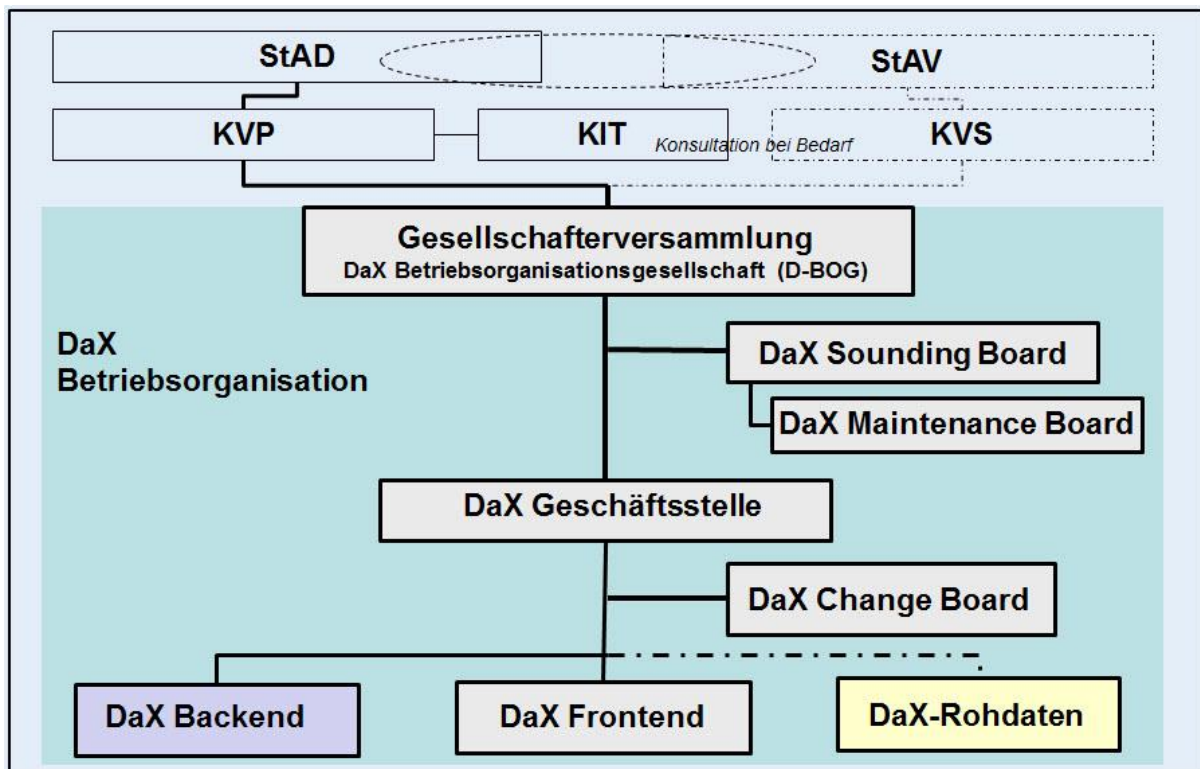 StAD
StAV
KVP
KIT
Konsultation bei Bedarf
KVS
Gesellschafterversammlung
DaX Betriebsorganisationsgesellschaft (D-BOG)
DaX
Betriebsorganisation
DaX Sounding Board
DaX Maintenance Board
DaX Geschäftsstelle
DaX Change Board
DaX Backend
DaX Frontend
DaX-Rohdaten